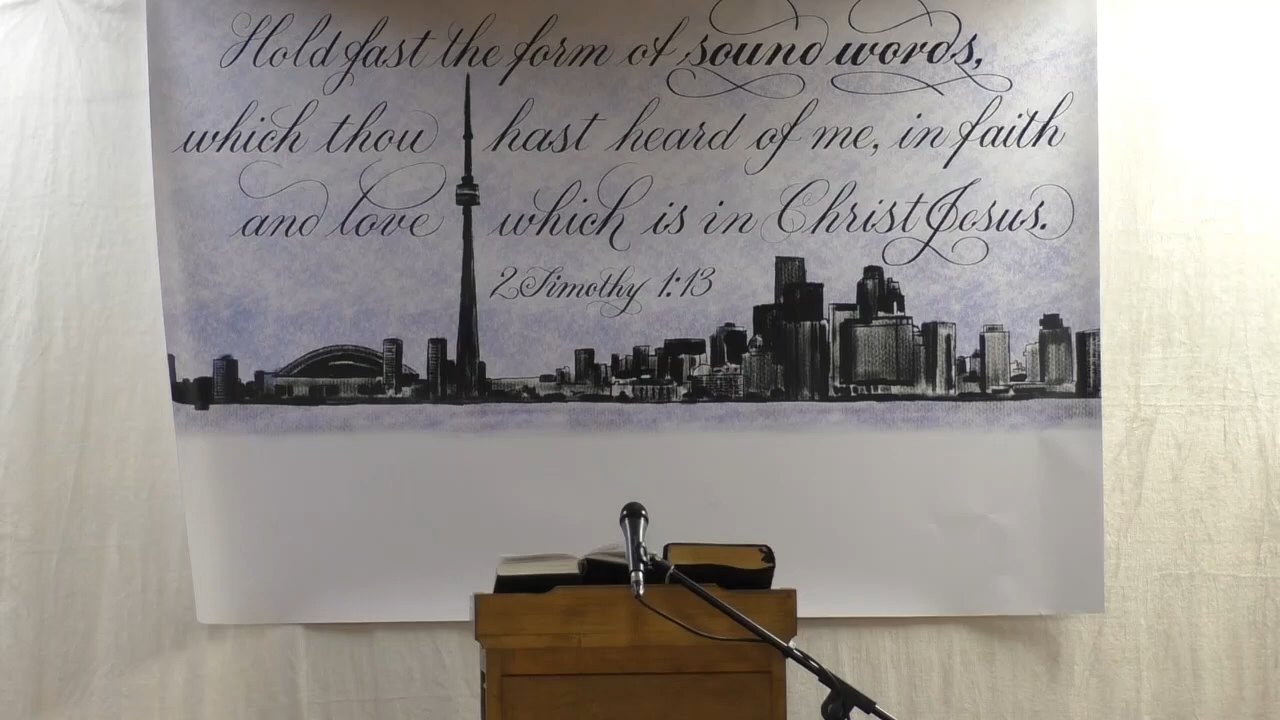 Hold fast the form of sound words,
which thou hast heard of me, in faith
and love which is in Christ Jesus.
2 Timothy 1:13